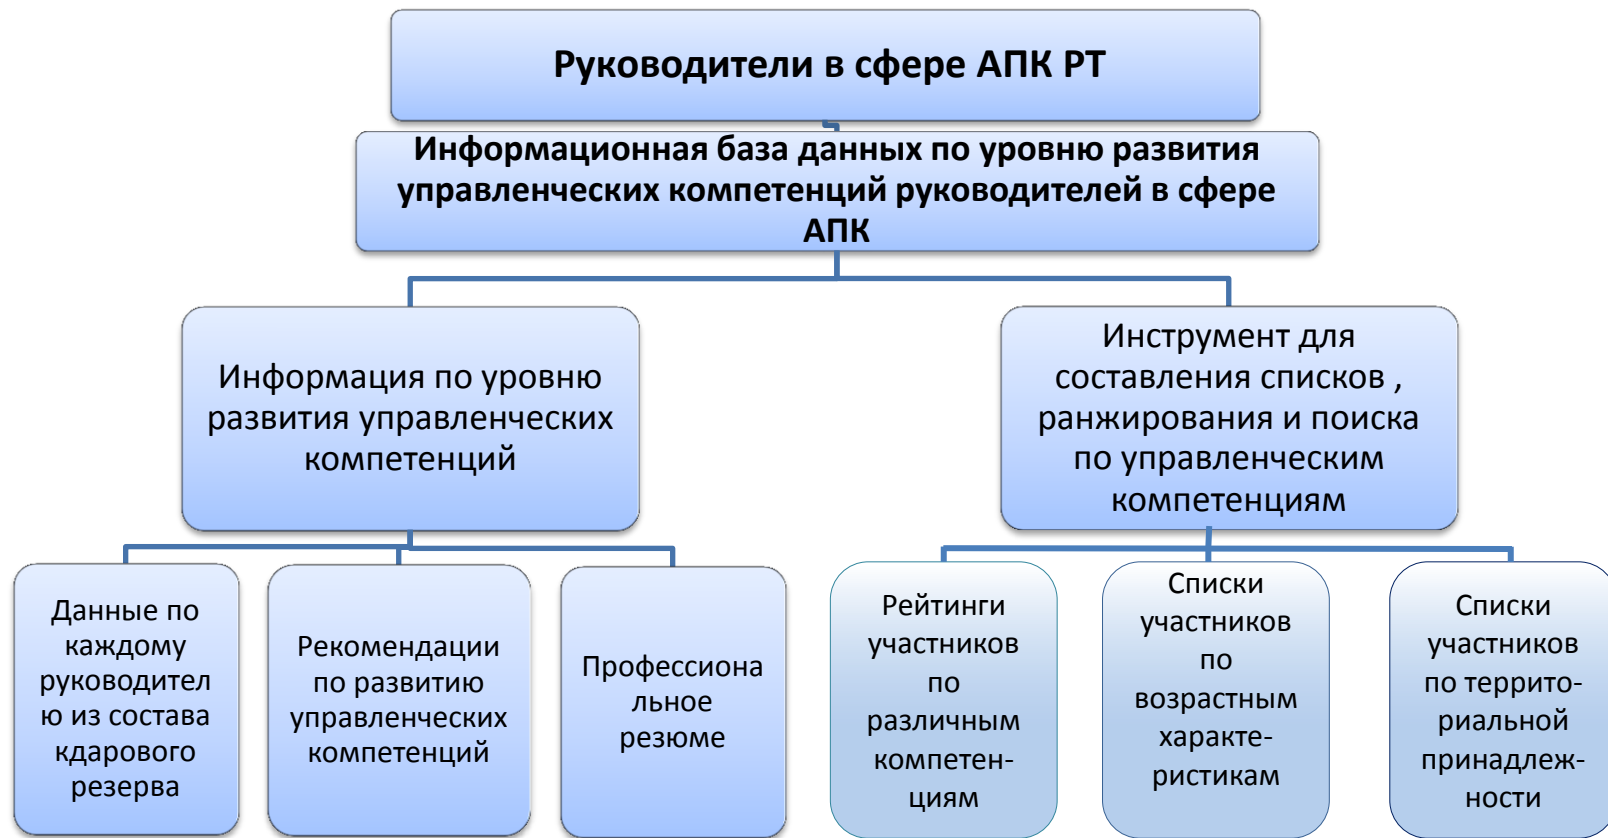 Руководители в сфере АПК РТ
Информационная база данных по уровню развития
управленческих компетенций руководителей в сфере
АПК
Информация по уровню
развития управленческих
компетенций
Инструмент для
составления списков ,
ранжирования и поиска
по управленческим
компетенциям
Данные по
каждому
руководител
ю из состава
кдарового
резерва
Рекомендации
по развитию
управленческих
компетенций
Профессиона
льное
резюме
Рейтинги
участников
по
различным
компетен-
циям
Списки
участников
по
возрастным
характе-
ристикам
Списки
участников
по террито-
риальной
принадлеж-
ности